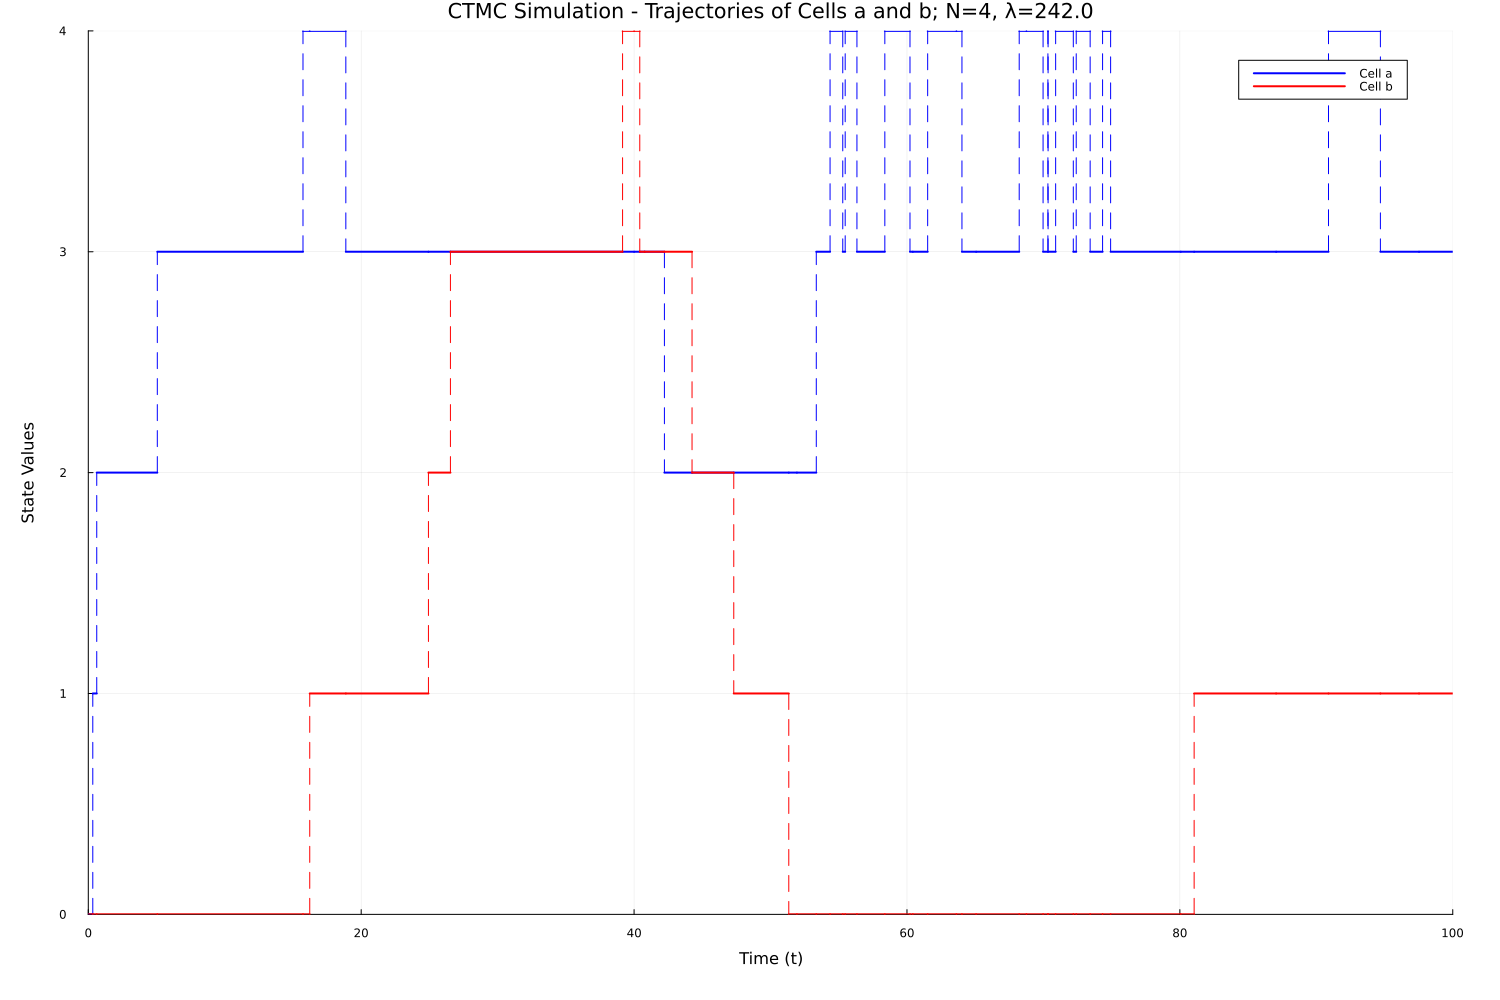 CTMC Simulation - Trajectories of Cells a and b; N=4, λ=242.0
4
Cell a
Cell b
3
State Values
2
1
0
0 20 40 60 80 100
Time (t)